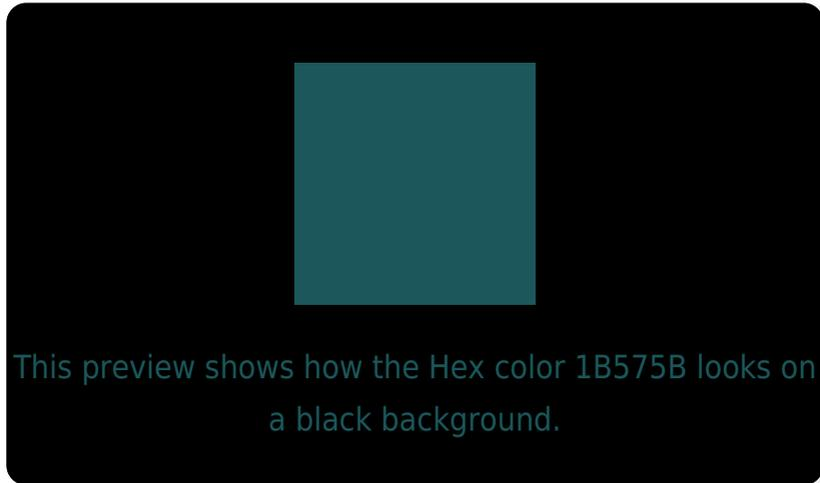 This preview shows how the Hex color 1B575B looks on
a black background.